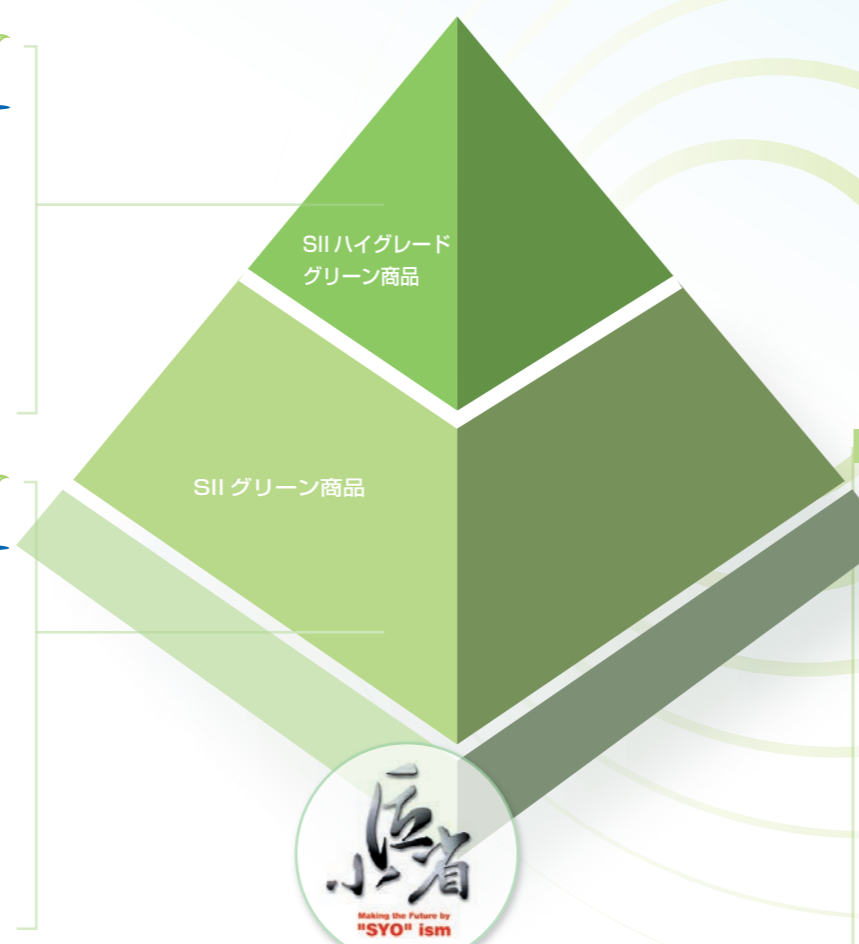 SII ハイグレード
グリーン商品
SII グリーン商品
匠
小 省
Making the Future by
"SYO" ism